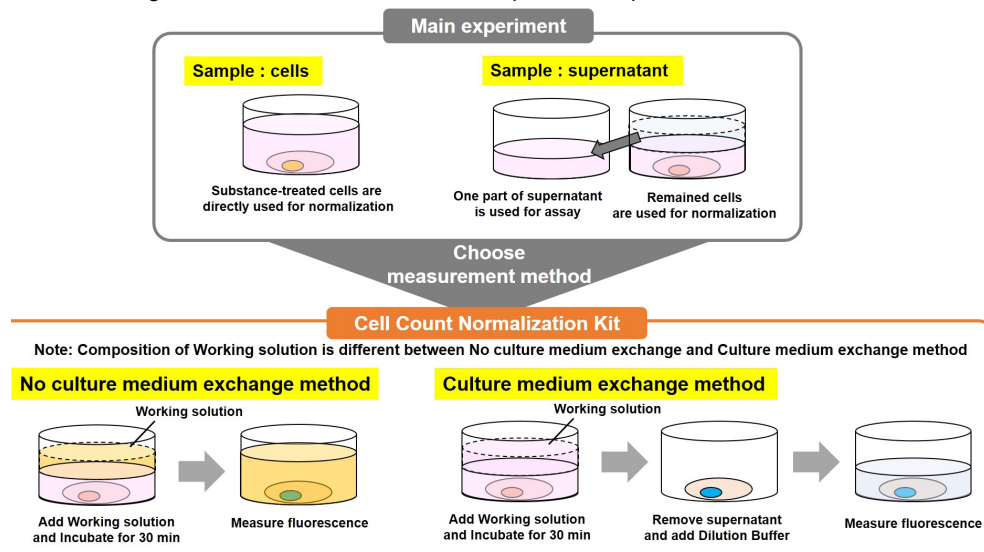 Main experiment
Sample : cells
Sample : supernatant
Substance-treated cells are
directly used for normalization
One part of supernatant
is used for assay
Remained cells
are used for normalization
Choose
measurement method
Cell Count Normalization Kit
Note: Composition of Working solution is different between No culture medium exchange and Culture medium exchange method
No culture medium exchange method
Working solution
Add Working solution
and Incubate for 30 min
Measure fluorescence
Culture medium exchange method
Working solution
Add Working solution
and Incubate for 30 min
Remove supernatant
and add Dilution Buffer
Measure fluorescence